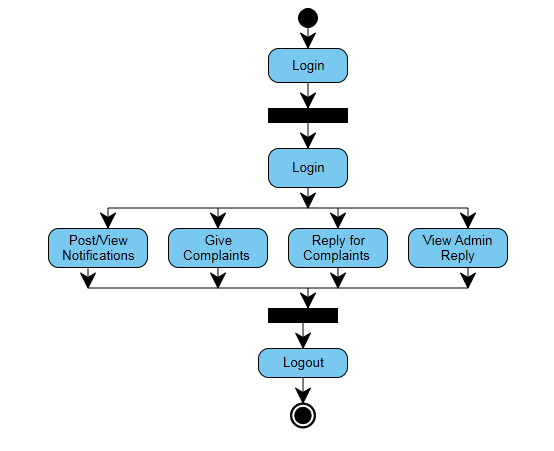 Login
Login
Post/View
Notifications
Give
Complaints
Reply for
Complaints
View Admin
Reply
Logout